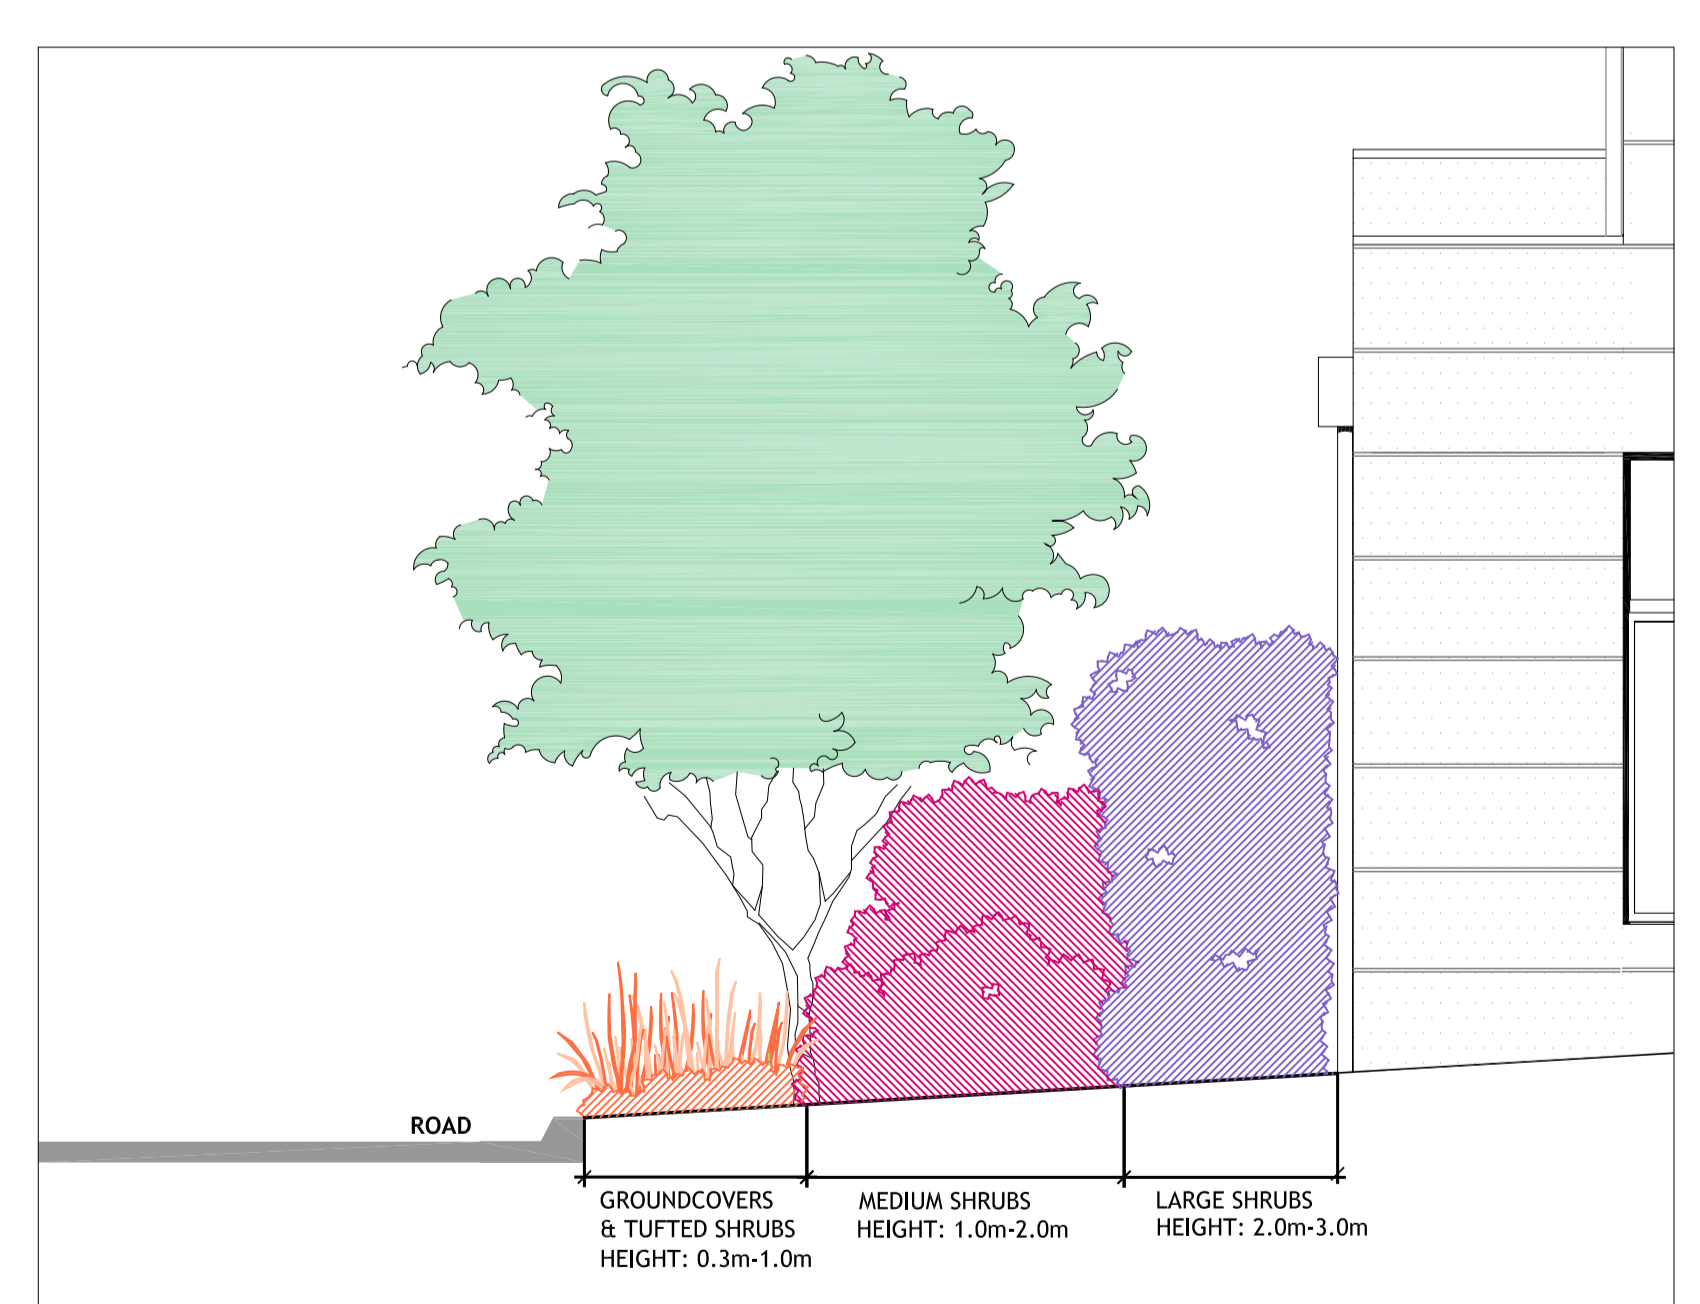 ROAD
GROUNDCOVERS
& TUFTED SHRUBS
HEIGHT: 0.3m-1.0m
MEDIUM SHRUBS
HEIGHT: 1.0m-2.0m
LARGE SHRUBS
HEIGHT: 2.0m-3.0m